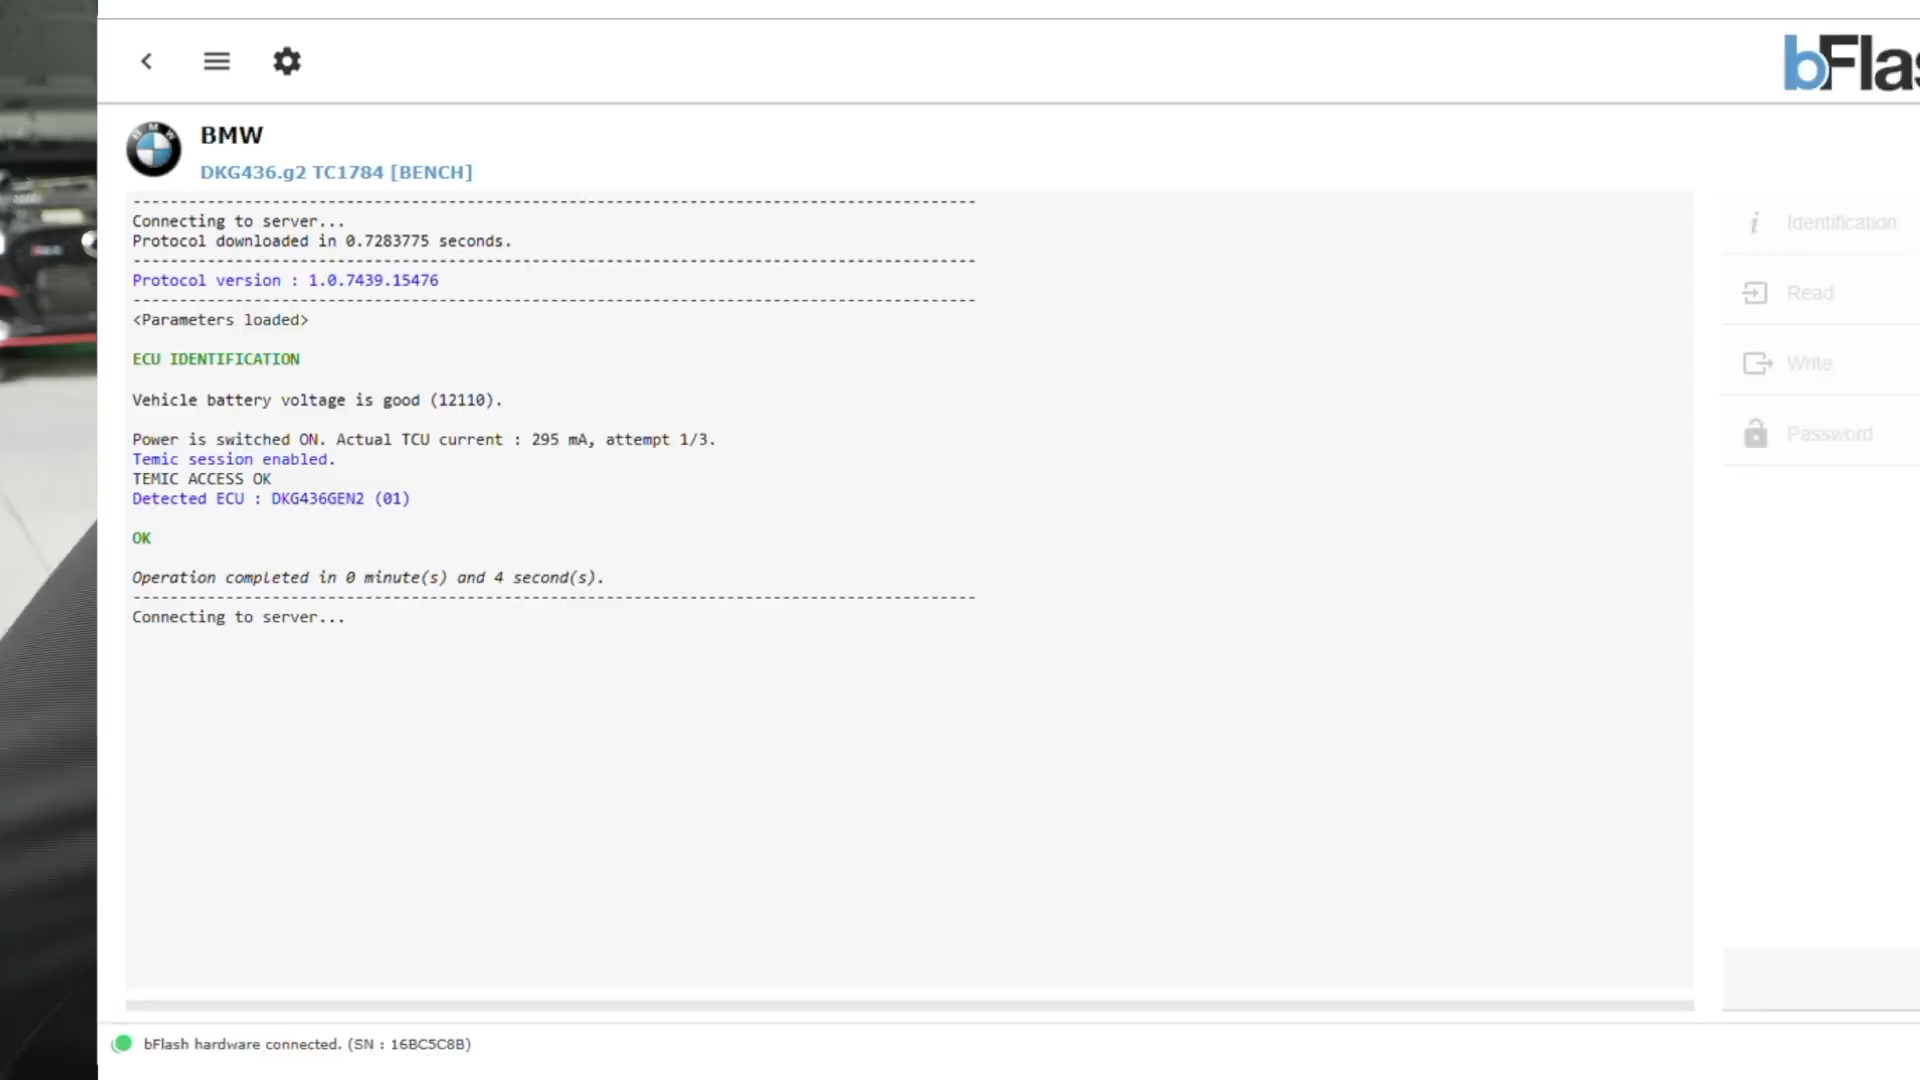 bFlas
BMW
DKG436.g2 TC1784 [BENCH]
-------------------------------------------------------------------------------------------
Connecting to server...
Protocol downloaded in 0.7283775 seconds.
-------------------------------------------------------------------------------------------
Protocol version : 1.0.7439.15476
-------------------------------------------------------------------------------------------
<Parameters loaded>
ECU IDENTIFICATION
Vehicle battery voltage is good (12110).
Power is switched ON. Actual TCU current : 295 mA, attempt 1/3.
Temic session enabled.
TEMIC ACCESS OK
Detected ECU : DKG436GEN2 (01)
OK
Operation completed in 0 minute(s) and 4 second(s).
-------------------------------------------------------------------------------------------
Connecting to server...
Identification
Read
Write
Password
bFlash hardware connected. (SN : 16BC5C8B)